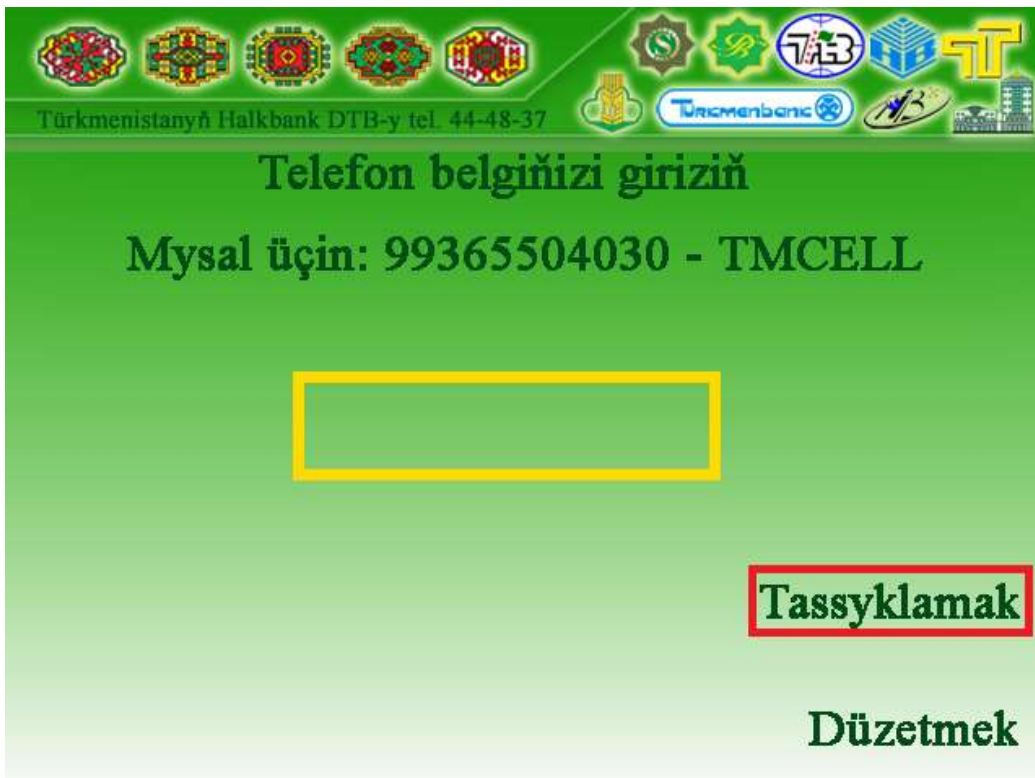 Türkmenistanyň Halkbank DTB-y tel. 44-48-37
Türkmenbank
Telefon belgiňizi giriziň
Mysal üçin: 99365504030 - TMCELL
Tassyklamak
Düzetmek